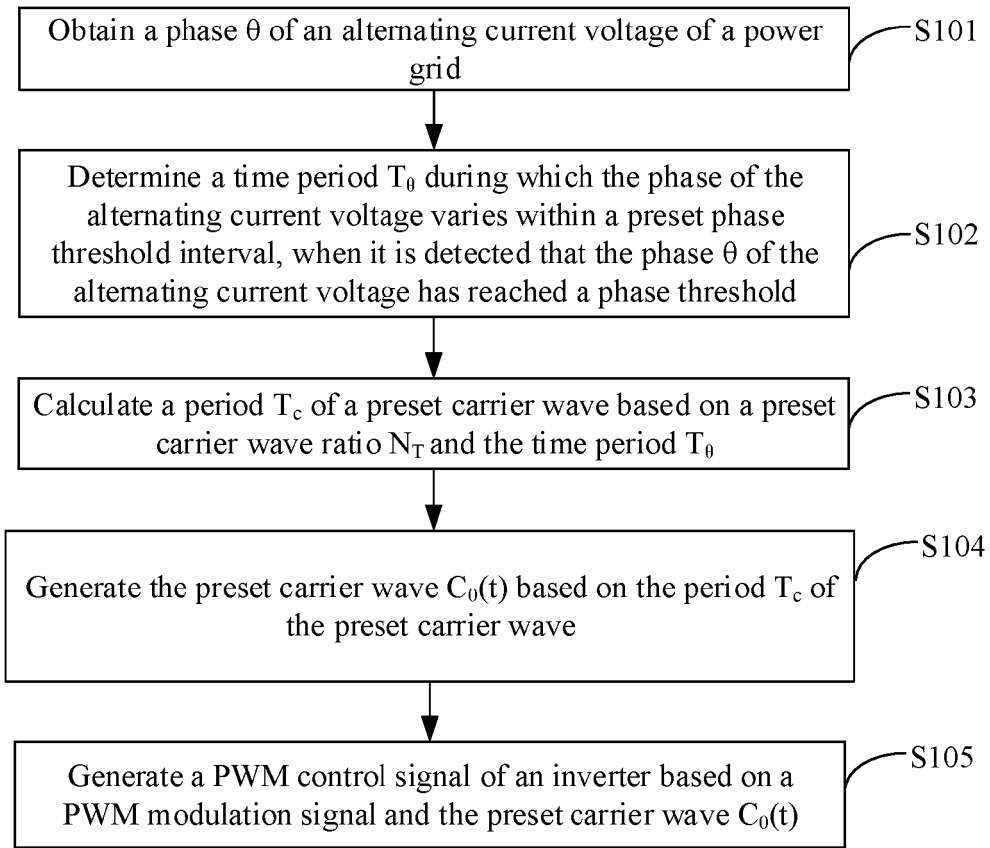 Obtain a phase θ of an alternating current voltage of a power
grid
S101
Determine a time period Tθ during which the phase of the
alternating current voltage varies within a preset phase
threshold interval, when it is detected that the phase θ of the
alternating current voltage has reached a phase threshold
S102
Calculate a period Tc of a preset carrier wave based on a preset
carrier wave ratio NT and the time period Tθ
S103
Generate the preset carrier wave C0(t) based on the period Tc of
the preset carrier wave
S104
Generate a PWM control signal of an inverter based on a
PWM modulation signal and the preset carrier wave C0(t)
S105